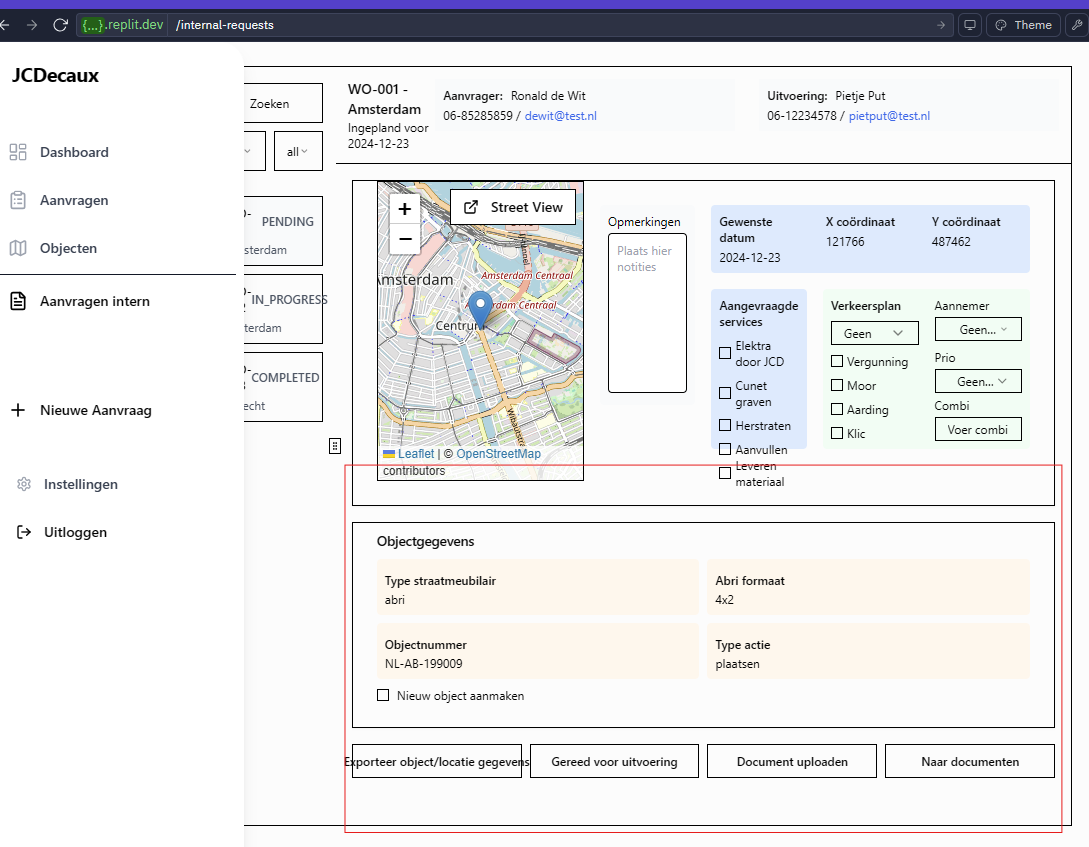 {...}.replit.dev /internal-requests
Theme
JCDecaux
Dashboard
Aanvragen
Objecten
Aanvragen intern
Nieuwe Aanvraag
Instellingen
Uitloggen
Zoeken
all
PENDING
sterdam
IN_PROGRESS
terdam
COMPLETED
echt
WO-001 -
Amsterdam
Ingepland voor
2024-12-23
Aanvrager: Ronald de Wit
06-85285859 / dewit@test.nl
Uitvoering: Pietje Put
06-12234578 / pietput@test.nl
+
−
Street View
Amsterdam
Amsterdam Centraal
Amsterdam Centraal
Centrum
Wibautstraat
Leaflet | © OpenStreetMap
contributors
Opmerkingen
Plaats hier
notities
Gewenste
datum
2024-12-23
X coördinaat
121766
Y coördinaat
487462
Aangevraagde
services
Elektra
door JCD
Cunet
graven
Herstraten
Aanvullen
Leveren
materiaal
Verkeersplan
Geen
Vergunning
Moor
Aarding
Klic
Aannemer
Geen...
Prio
Geen...
Combi
Voer combi
Objectgegevens
Type straatmeubilair
abri
Abri formaat
4x2
Objectnummer
NL-AB-199009
Type actie
plaatsen
Nieuw object aanmaken
Exporteer object/locatie gegevens
Gereed voor uitvoering
Document uploaden
Naar documenten